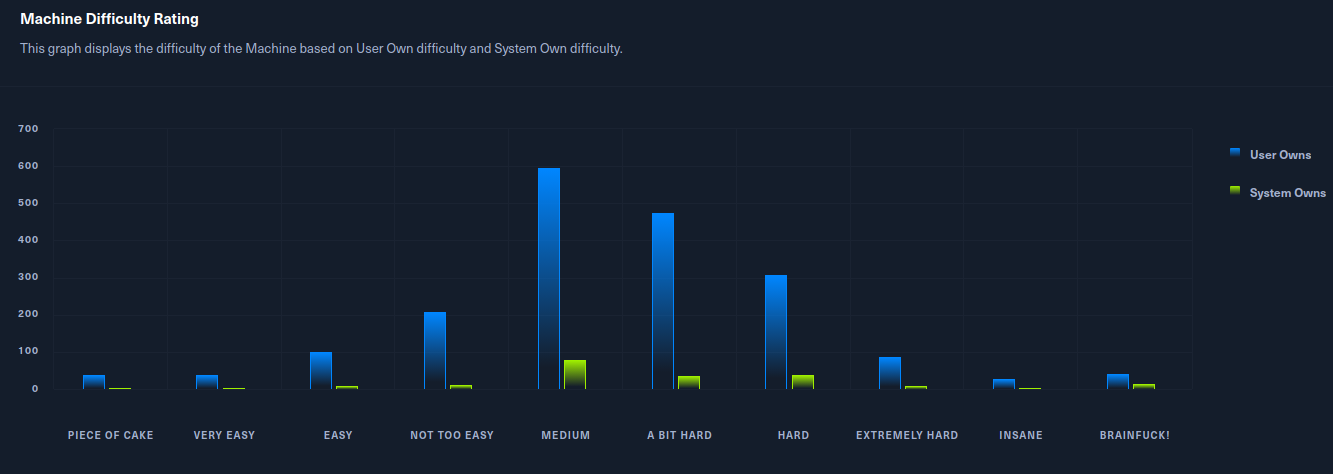 Machine Difficulty Rating
This graph displays the difficulty of the Machine based on User Own difficulty and System Own difficulty.
700
600
500
400
300
200
100
0
User Owns
System Owns
PIECE OF CAKE
VERY EASY
EASY
NOT TOO EASY
MEDIUM
A BIT HARD
HARD
EXTREMELY HARD
INSANE
BRAINFUCK!